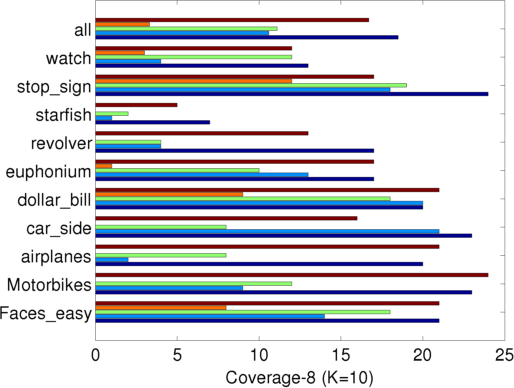 all
watch
stop_sign
starfish
revolver
euphonium
dollar_bill
car_side
airplanes
Motorbikes
Faces_easy
0 5 10 15 20 25
Coverage-8 (K=10)